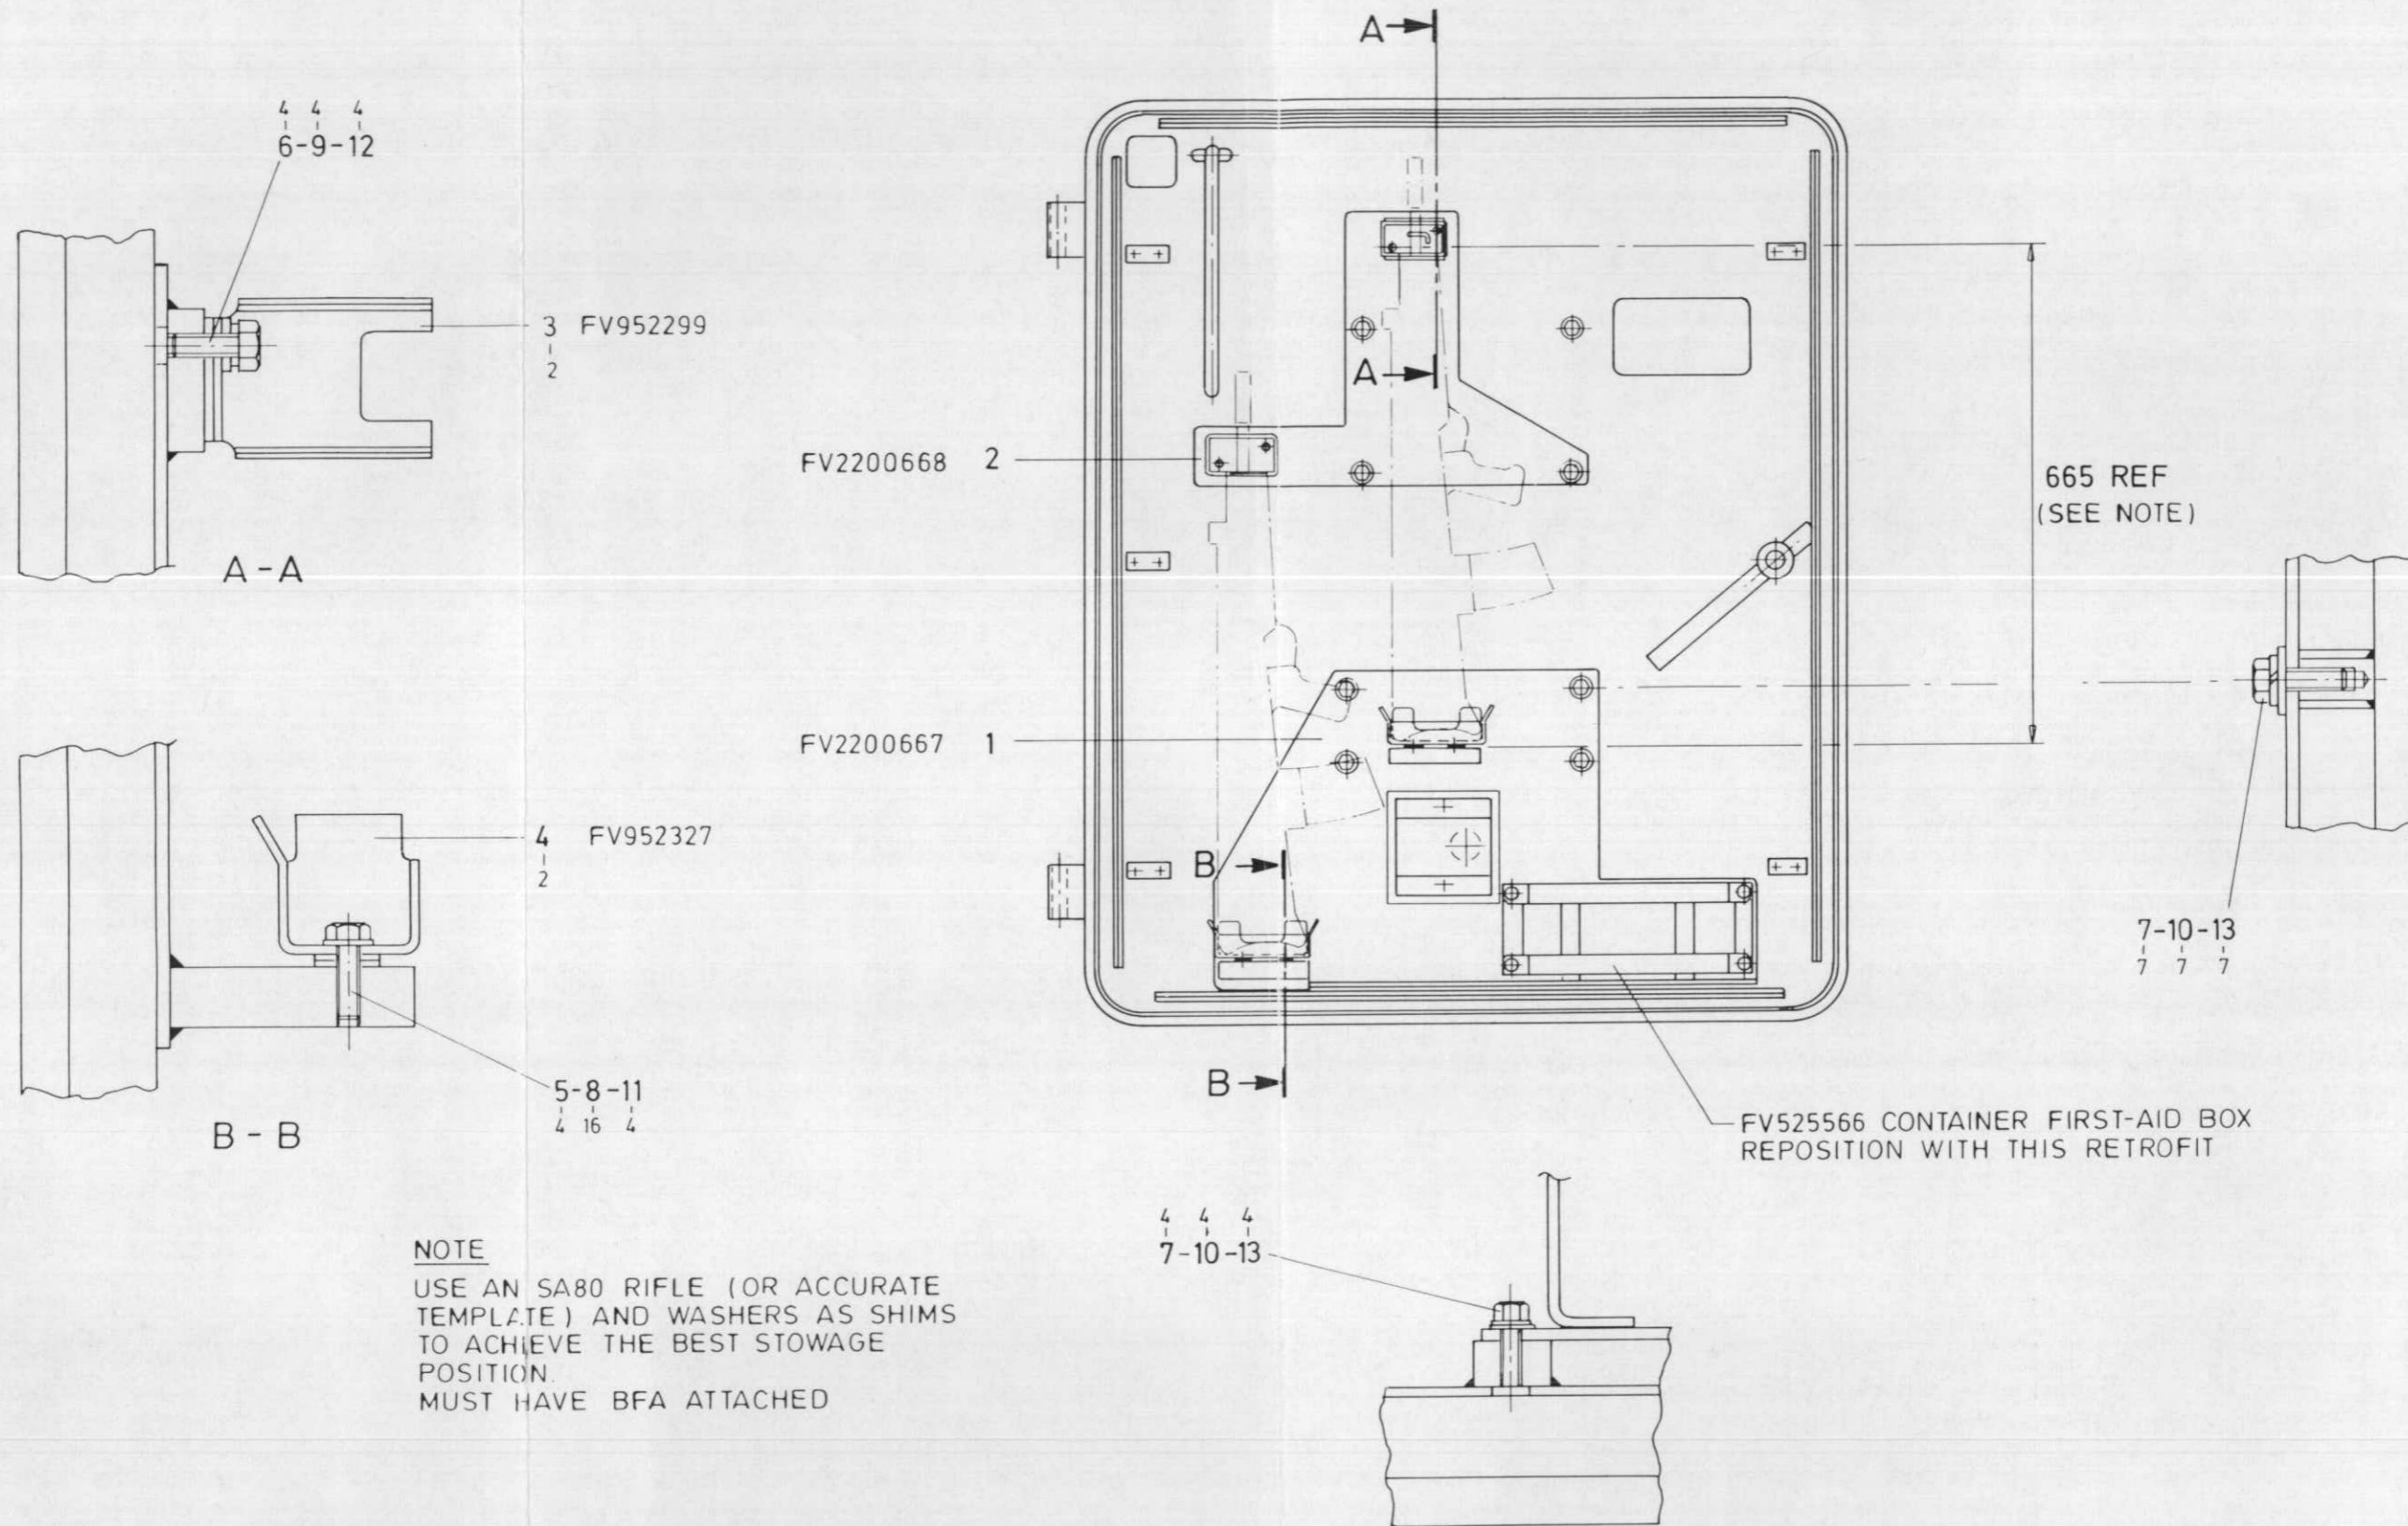 A
4 4 4
6-9-12
3 FV952299
2
A
A-A
FV2200668 2
665 REF
(SEE NOTE)
FV2200667 1
4 FV952327
2
B
7-10-13
7 7 7
5-8-11
4 16 4
B
B-B
FV525566 CONTAINER FIRST-AID BOX
REPOSITION WITH THIS RETROFIT
4 4 4
7-10-13
NOTE
USE AN SA80 RIFLE (OR ACCURATE
TEMPLATE) AND WASHERS AS SHIMS
TO ACHIEVE THE BEST STOWAGE
POSITION.
MUST HAVE BFA ATTACHED